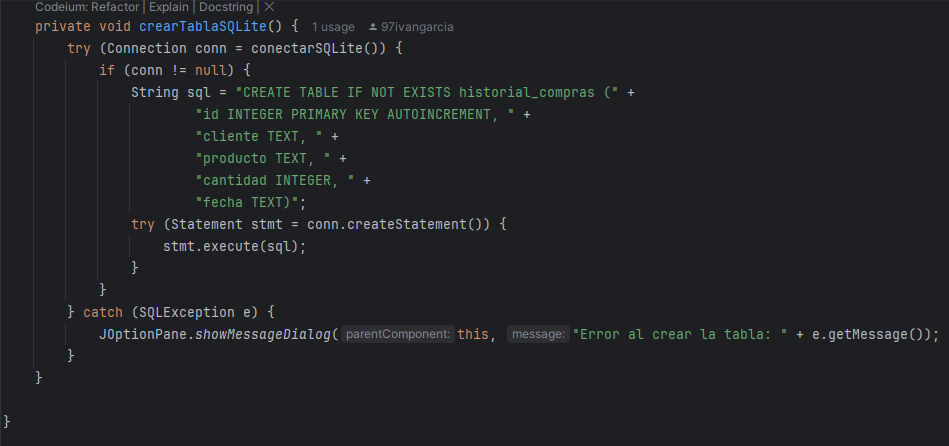 Codeium: Refactor | Explain | Docstring | ×
private void crearTablaSQLite() { 1 usage 97ivangarcia
try (Connection conn = conectarSQLite()) {
if (conn != null) {
String sql = "CREATE TABLE IF NOT EXISTS historial_compras (" +
"id INTEGER PRIMARY KEY AUTOINCREMENT, " +
"cliente TEXT, " +
"producto TEXT, " +
"cantidad INTEGER, " +
"fecha TEXT)";
try (Statement stmt = conn.createStatement()) {
stmt.execute(sql);
}
}
} catch (SQLException e) {
JOptionPane.showMessageDialog( parentComponent: this, message: "Error al crear la tabla: " + e.getMessage());
}
}
}